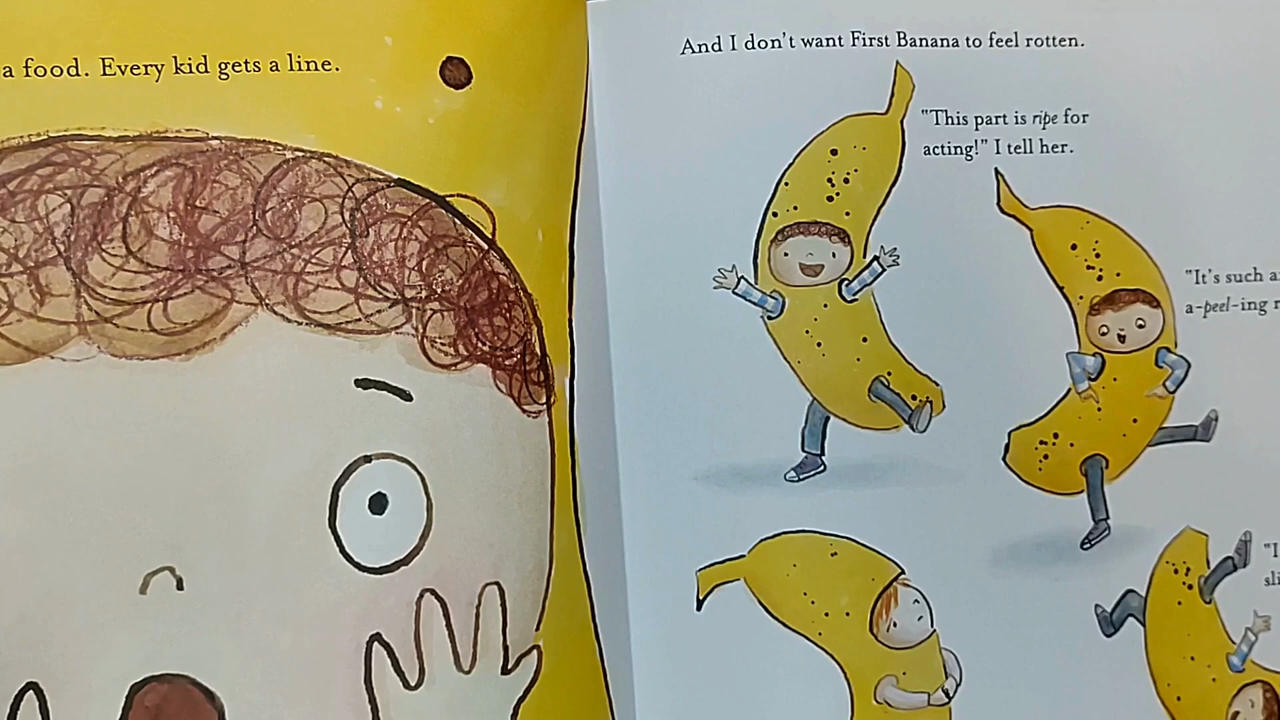 a food. Every kid gets a line.
And I don't want First Banana to feel rotten.
"This part is ripe for
acting!" I tell her.
"It's such a
a-peel-ing
"I